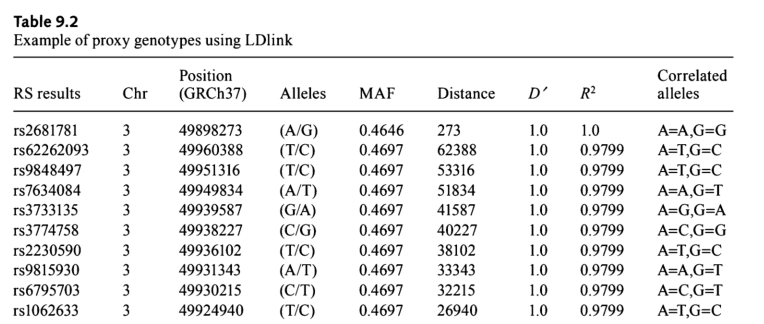 Table 9.2
Example of proxy genotypes using LDlink
RS results Chr Position (GRCh37) Alleles MAF Distance D′ R² Correlated alleles
rs2681781 3 49898273 (A/G) 0.4646 273 1.0 1.0 A=A,G=G
rs62262093 3 49960388 (T/C) 0.4697 62388 1.0 0.9799 A=T,G=C
rs9848497 3 49951316 (T/C) 0.4697 53316 1.0 0.9799 A=T,G=C
rs7634084 3 49949834 (A/T) 0.4697 51834 1.0 0.9799 A=A,G=T
rs3733135 3 49939587 (G/A) 0.4697 41587 1.0 0.9799 A=G,G=A
rs3774758 3 49938227 (C/G) 0.4697 40227 1.0 0.9799 A=C,G=G
rs2230590 3 49936102 (T/C) 0.4697 38102 1.0 0.9799 A=T,G=C
rs9815930 3 49931343 (A/T) 0.4697 33343 1.0 0.9799 A=A,G=T
rs6795703 3 49930215 (C/T) 0.4697 32215 1.0 0.9799 A=C,G=T
rs1062633 3 49924940 (T/C) 0.4697 26940 1.0 0.9799 A=T,G=C